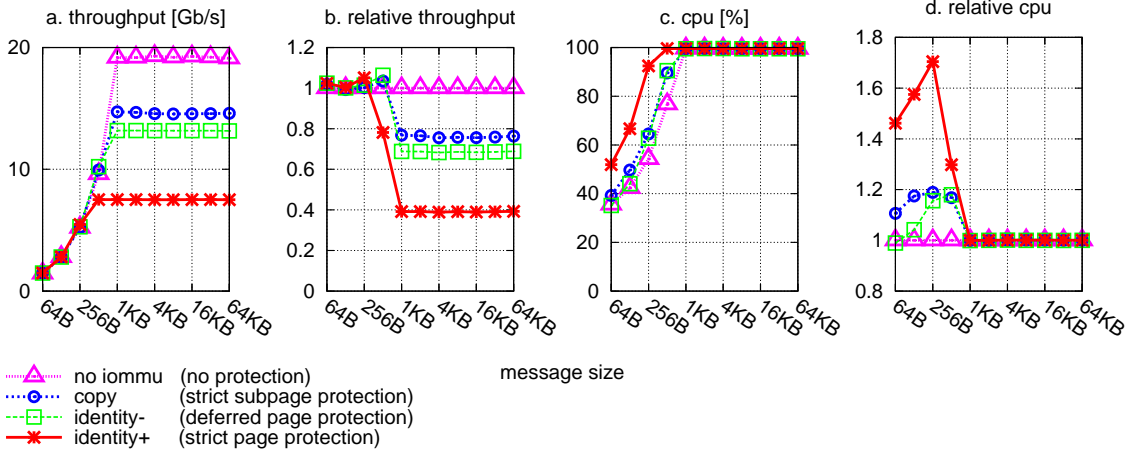 a. throughput [Gb/s]
20
10
0
64B 256B 1KB 4KB 16KB 64KB
b. relative throughput
1.2
1
0.8
0.6
0.4
0.2
0
64B 256B 1KB 4KB 16KB 64KB
c. cpu [%]
100
80
60
40
20
0
64B 256B 1KB 4KB 16KB 64KB
d. relative cpu
1.8
1.6
1.4
1.2
1
0.8
64B 256B 1KB 4KB 16KB 64KB
message size
no iommu (no protection)
copy (strict subpage protection)
identity- (deferred page protection)
identity+ (strict page protection)